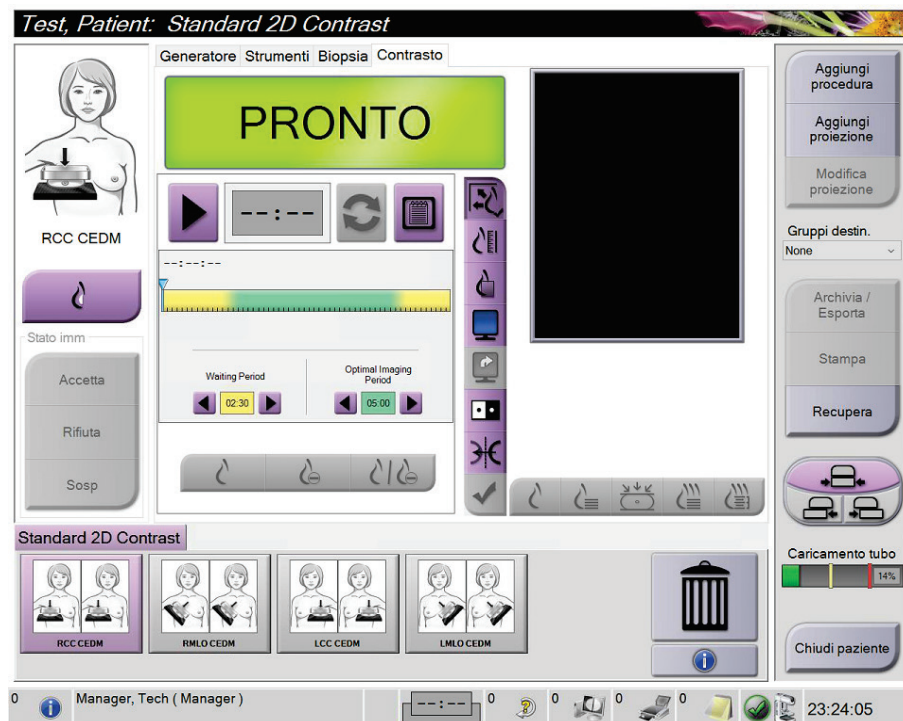 Test, Patient: Standard 2D Contrast
Generatore Strumenti Biopsia Contrasto
PRONTO
--:--
--:--:--
Waiting Period
Optimal Imaging
Period
02:30
05:00
RCC CEDM
Stato imm
Accetta
Rifiuta
Sosp
Aggiungi
procedura
Aggiungi
proiezione
Modifica
proiezione
Gruppi destin.
None
Archivia /
Esporta
Stampa
Recupera
Caricamento tubo
14%
Chiudi paziente
Standard 2D Contrast
RCC CEDM
RMLO CEDM
LCC CEDM
LMLO CEDM
0 Manager, Tech ( Manager ) --:-- 0 0 0 0 23:24:05